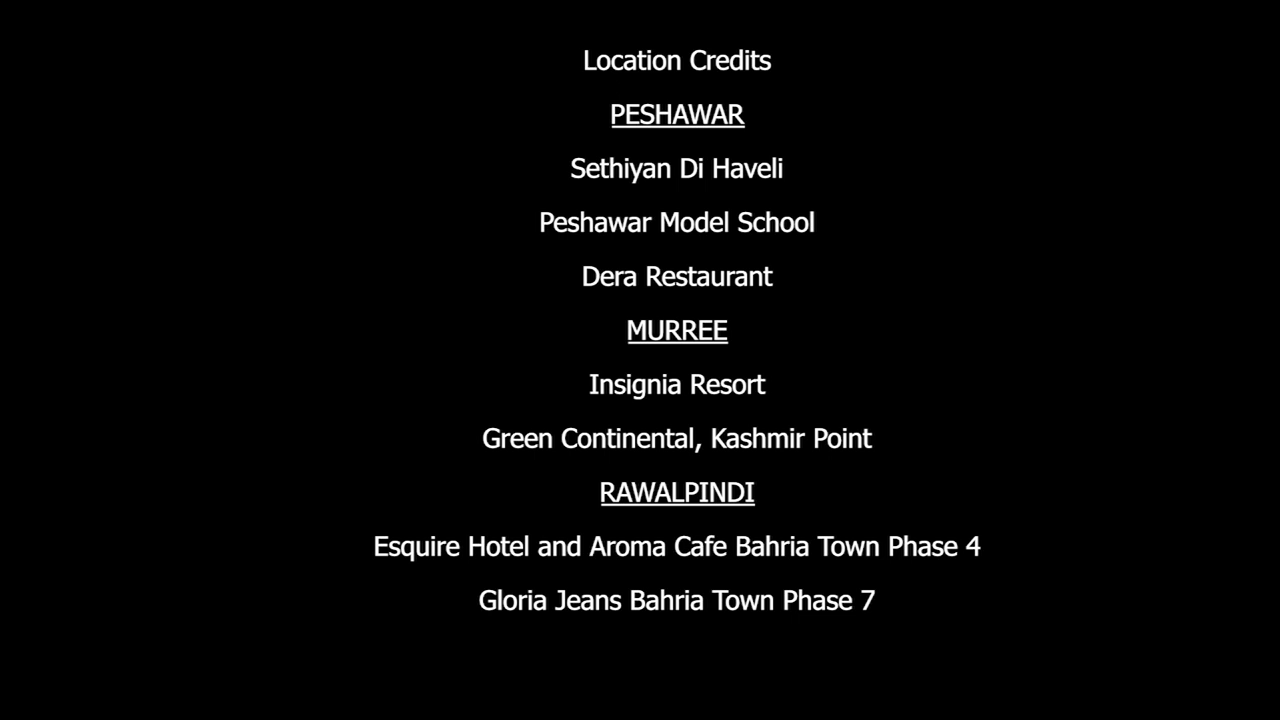 Location Credits
PESHAWAR
Sethiyan Di Haveli
Peshawar Model School
Dera Restaurant
MURREE
Insignia Resort
Green Continental, Kashmir Point
RAWALPINDI
Esquire Hotel and Aroma Cafe Bahria Town Phase 4
Gloria Jeans Bahria Town Phase 7